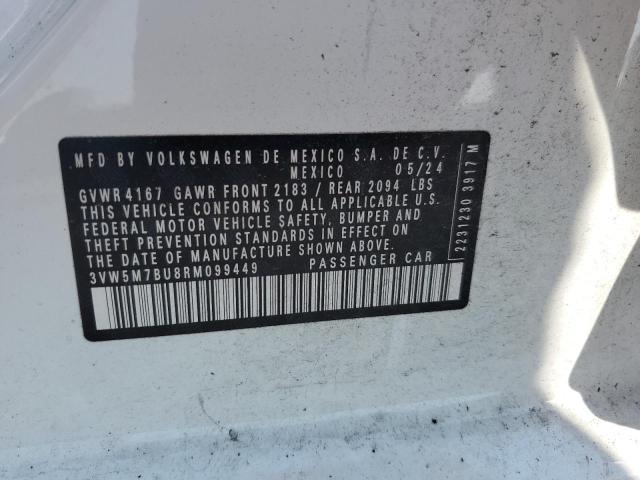 MFD BY VOLKSWAGEN DE MEXICO S.A. DE C.V.
MEXICO 05/24
GVWR 4167 GAWR FRONT 2183 / REAR 2094 LBS
THIS VEHICLE CONFORMS TO ALL APPLICABLE U.S.
FEDERAL MOTOR VEHICLE SAFETY, BUMPER AND
THEFT PREVENTION STANDARDS IN EFFECT ON
THE DATE OF MANUFACTURE SHOWN ABOVE.
3VW5M7BU8RM099449 PASSENGER CAR
2231230 3917 M